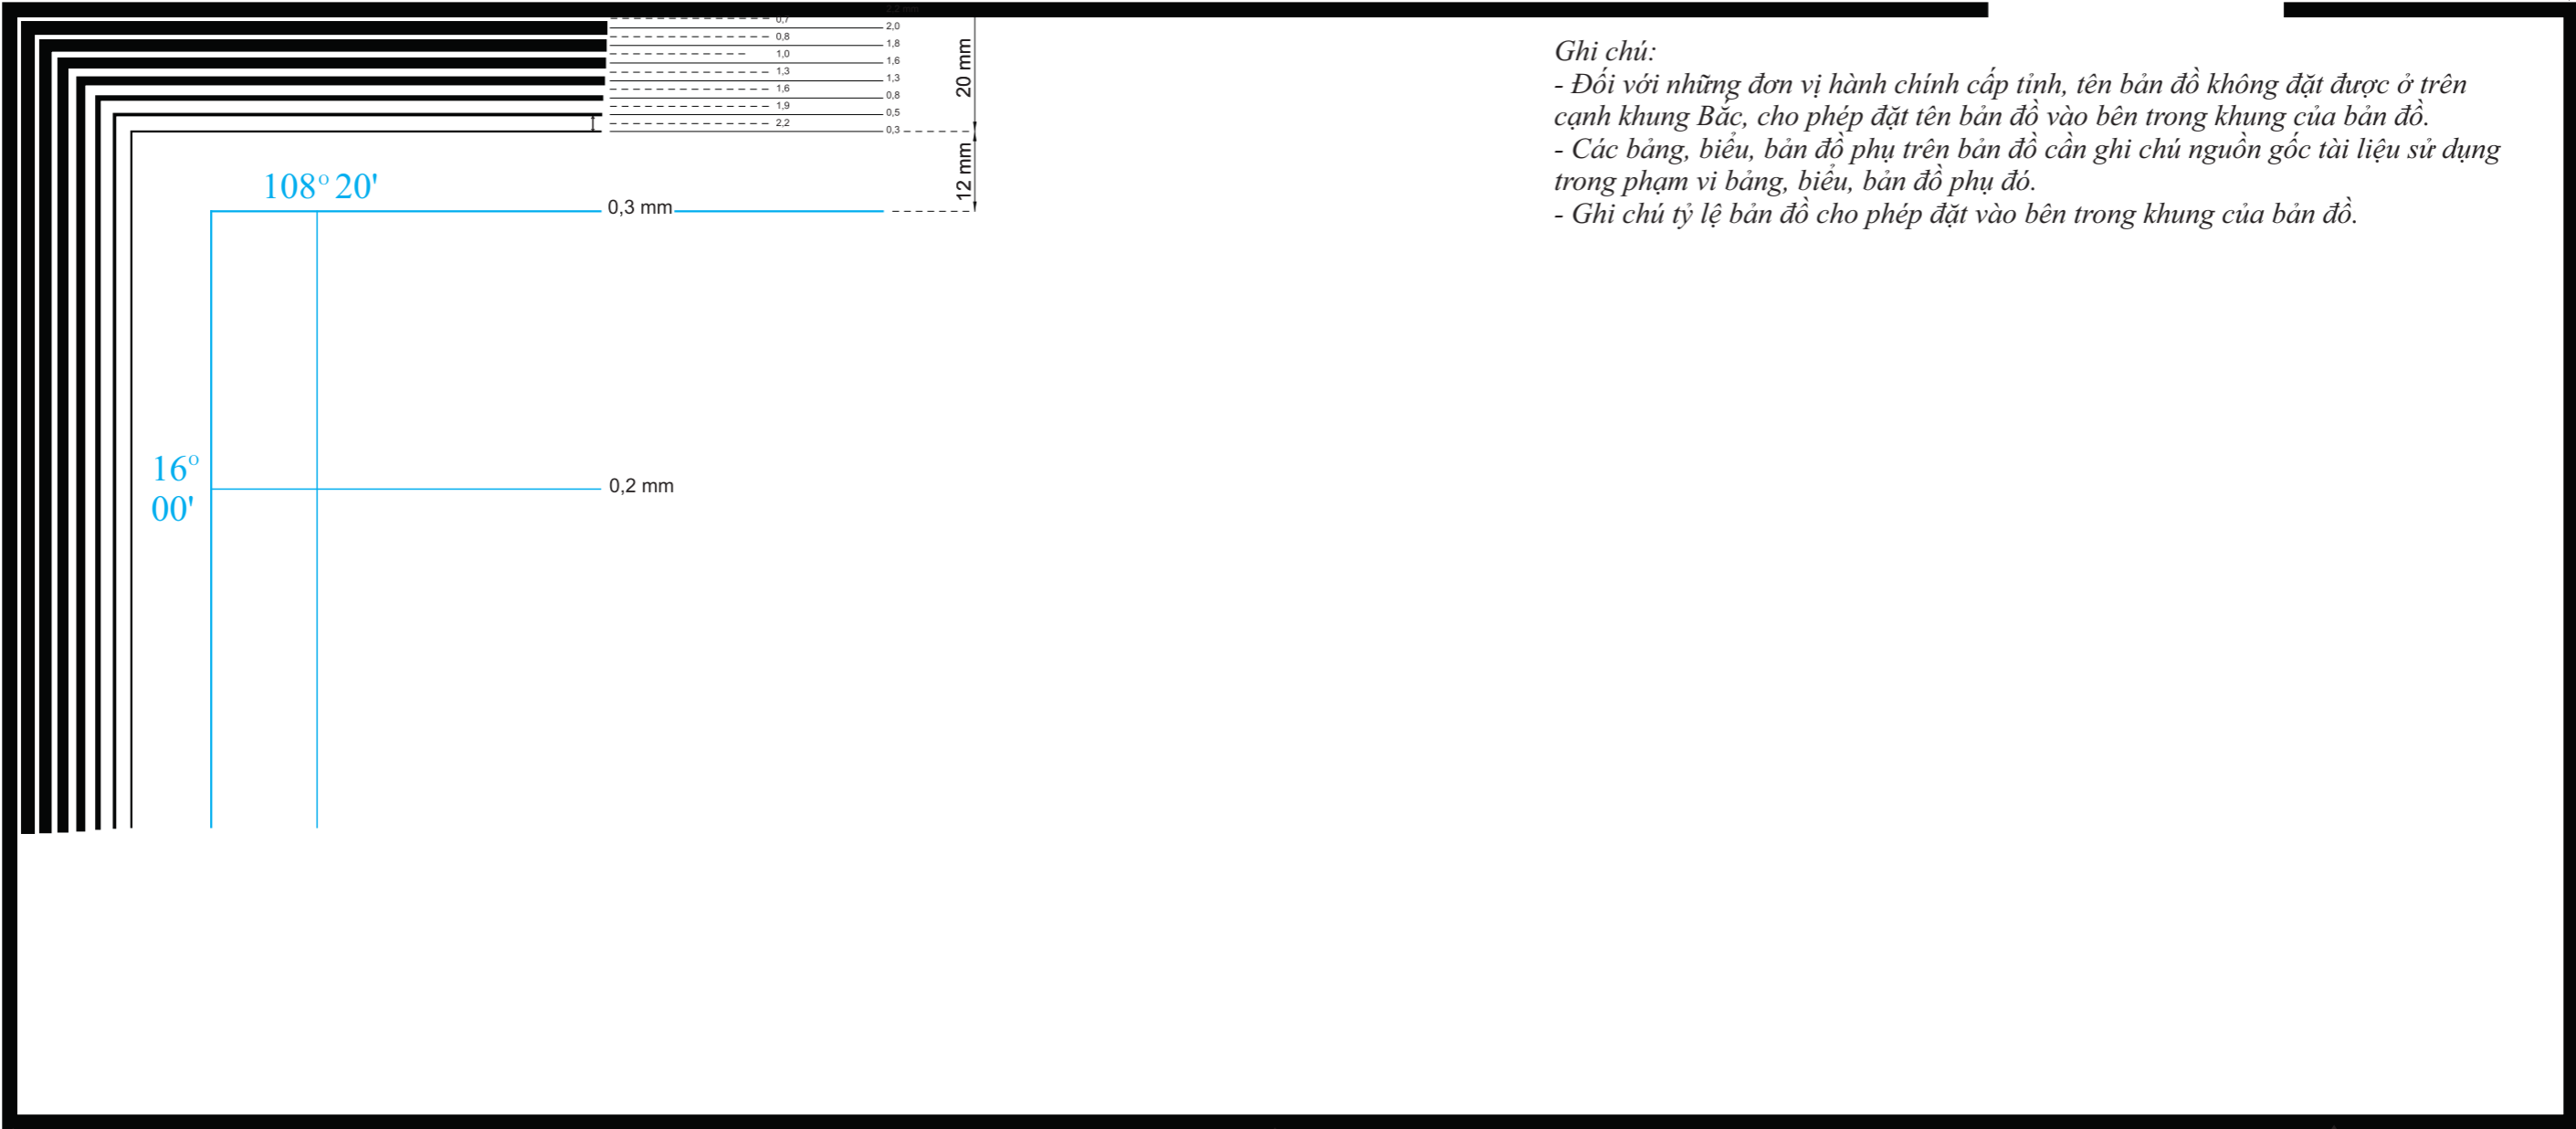 2,2 mm
0,7
2,0
0,8
1,8
1,0
1,6
1,3
1,3
1,6
0,8
1,9
0,5
2,2
0,3
20 mm
12 mm
108° 20'
0,3 mm
16°
00'
0,2 mm
Ghi chú:
- Đối với những đơn vị hành chính cấp tỉnh, tên bản đồ không đặt được ở trên
cạnh khung Bắc, cho phép đặt tên bản đồ vào bên trong khung của bản đồ.
- Các bảng, biểu, bản đồ phụ trên bản đồ cần ghi chú nguồn gốc tài liệu sử dụng
trong phạm vi bảng, biểu, bản đồ phụ đó.
- Ghi chú tỷ lệ bản đồ cho phép đặt vào bên trong khung của bản đồ.